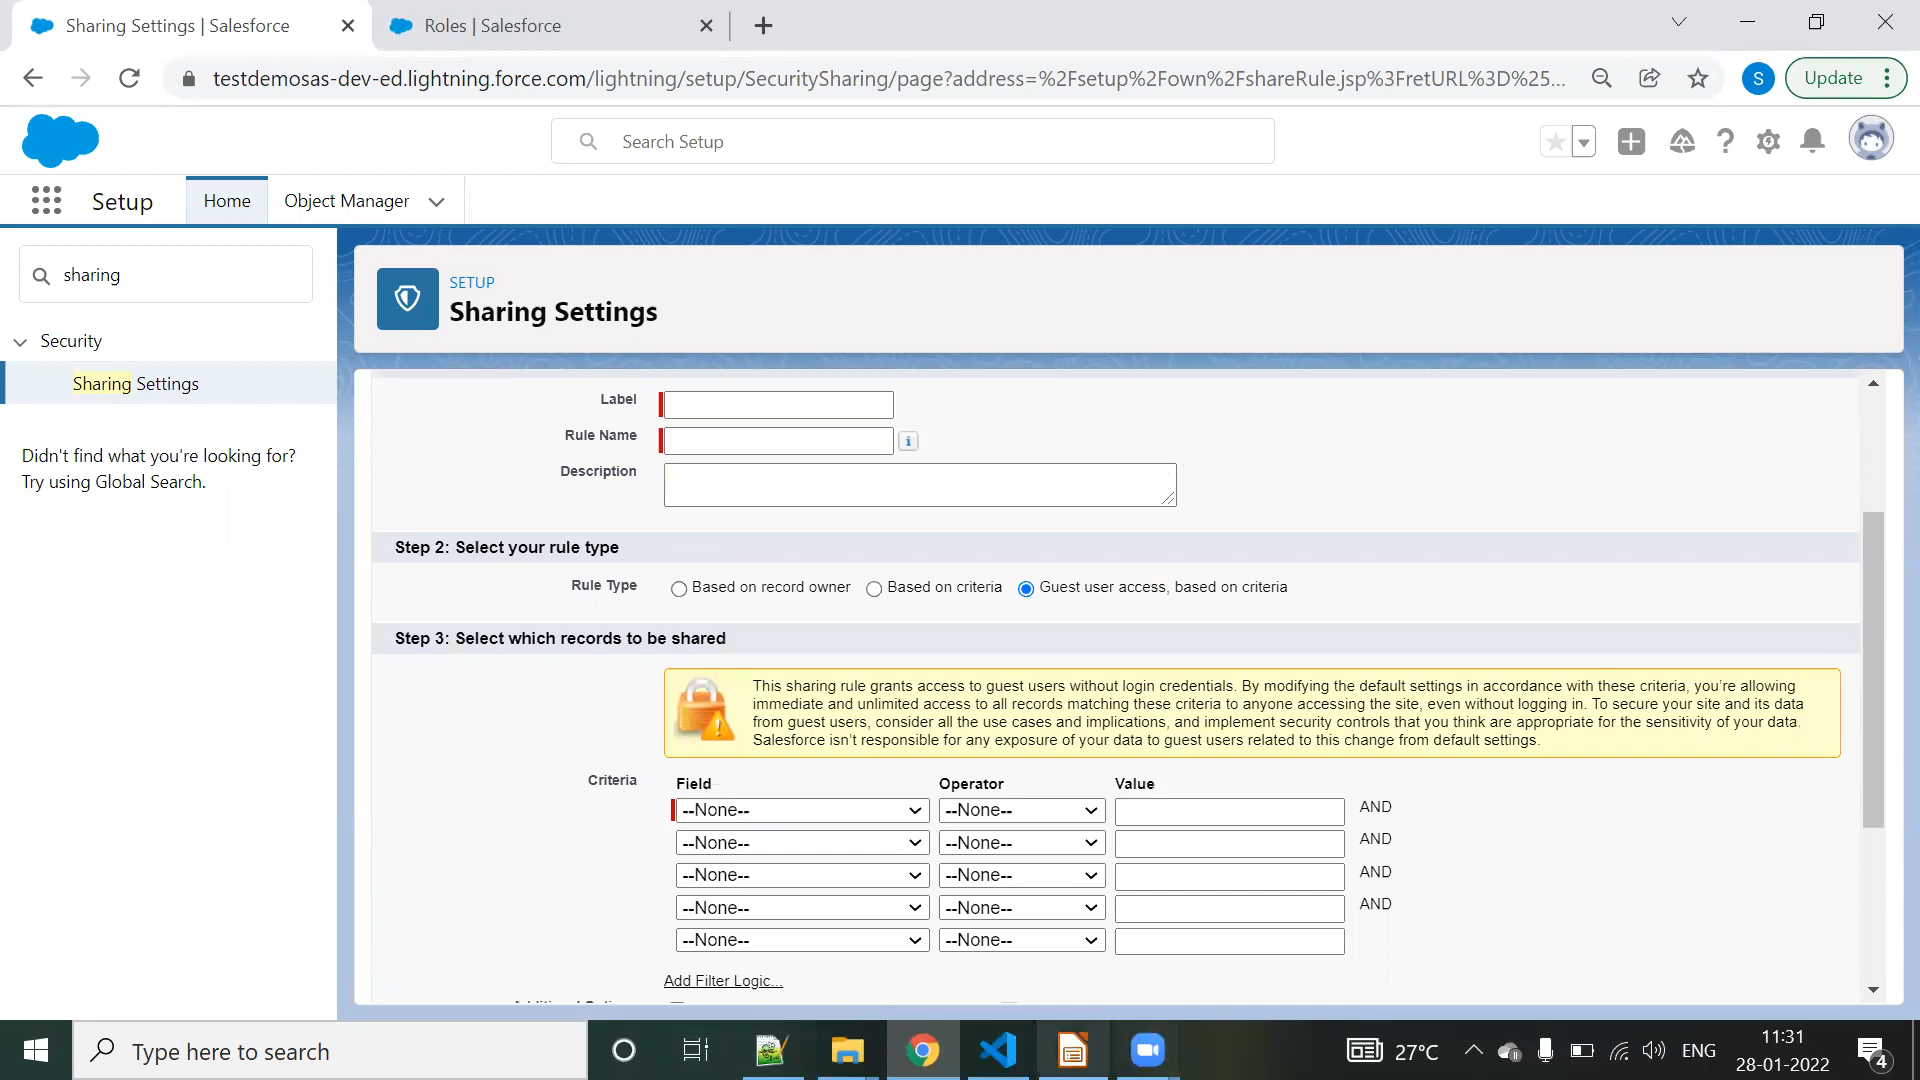 Sharing Settings | Salesforce
Roles | Salesforce
testdemosas-dev-ed.lightning.force.com/lightning/setup/SecuritySharing/page?address=%2Fsetup%2Fown%2FshareRule.jsp%3FretURL%3D%25...
S
Update
Search Setup
Setup
Home
Object Manager
sharing
Security
Sharing Settings
Didn't find what you're looking for?
Try using Global Search.
SETUP
Sharing Settings
Label
Rule Name
Description
Step 2: Select your rule type
Rule Type
Based on record owner
Based on criteria
Guest user access, based on criteria
Step 3: Select which records to be shared
This sharing rule grants access to guest users without login credentials. By modifying the default settings in accordance with these criteria, you're allowing
immediate and unlimited access to all records matching these criteria to anyone accessing the site, even without logging in. To secure your site and its data
from guest users, consider all the use cases and implications, and implement security controls that you think are appropriate for the sensitivity of your data.
Salesforce isn't responsible for any exposure of your data to guest users related to this change from default settings.
Criteria
Field Operator Value
--None-- --None-- AND
--None-- --None-- AND
--None-- --None-- AND
--None-- --None-- AND
--None-- --None--
Add Filter Logic...
Type here to search
27°C
ENG
11:31
28-01-2022
4